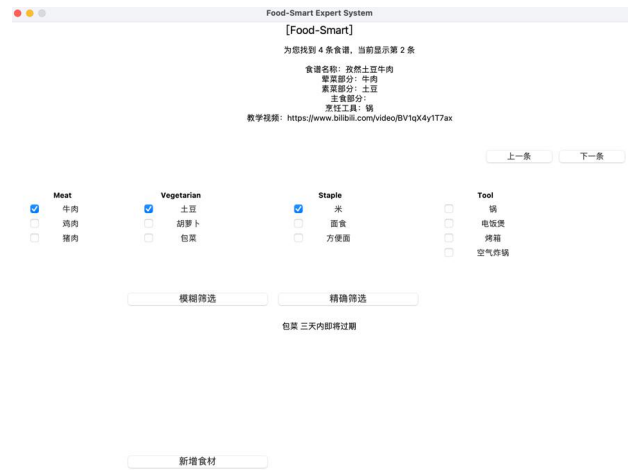 Food-Smart Expert System
[Food-Smart]
为您找到 4 条食谱，当前显示第 2 条
食谱名称：孜然土豆牛肉
荤菜部分：牛肉
素菜部分：土豆
主食部分：
烹饪工具：锅
教学视频：https://www.bilibili.com/video/BV1qX4y1T7ax
上一条 下一条
Meat Vegetarian Staple Tool
牛肉 土豆 米 锅
鸡肉 胡萝卜 面食 电饭煲
猪肉 包菜 方便面 烤箱
空气炸锅
模糊筛选 精确筛选
包菜 三天内即将过期
新增食材